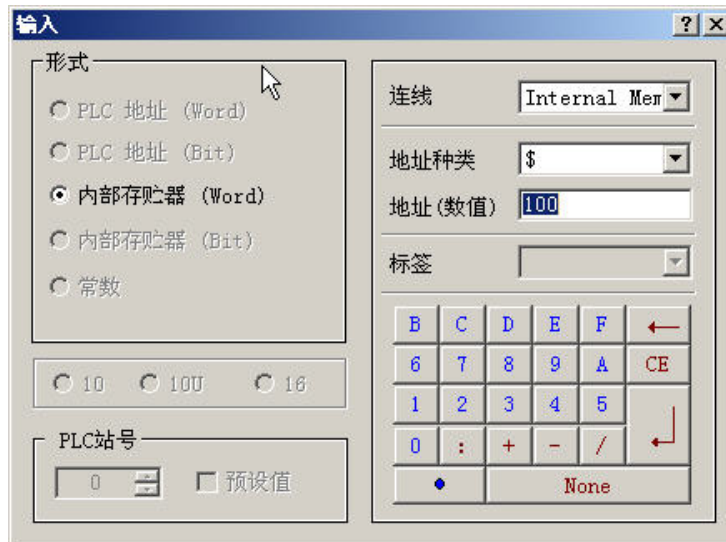 输入
形式
PLC 地址 (Word)
PLC 地址 (Bit)
内部存贮器 (Word)
内部存贮器 (Bit)
常数
10 10U 16
PLC站号
0 预设值
连线 Internal Mem
地址种类 $
地址(数值) 100
标签
B C D E F ←
6 7 8 9 A CE
1 2 3 4 5
0 : + - /
None